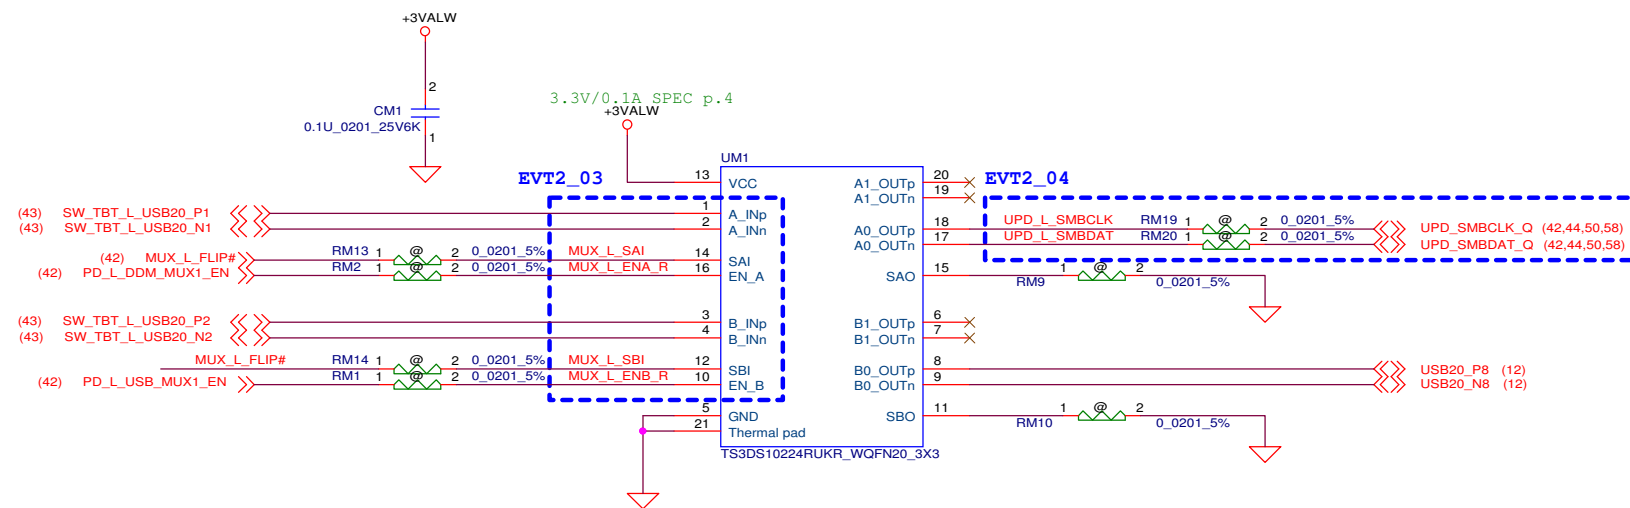 +3VALW
2
CM1
0.1U_0201_25V6K
1
3.3V/0.1A SPEC p.4
+3VALW
UM1
EVT2_03
EVT2_04
13 VCC
A1_OUTp 20
A1_OUTn 19
(43) SW_TBT_L_USB20_P1 1 A_INp
(43) SW_TBT_L_USB20_N1 2 A_INn
A0_OUTp 18 UPD_L_SMBCLK RM19 1 @ 2 0_0201_5% UPD_SMBCLK_Q (42,44,50,58)
A0_OUTn 17 UPD_L_SMBDAT RM20 1 @ 2 0_0201_5% UPD_SMBDAT_Q (42,44,50,58)
(42) MUX_L_FLIP# RM13 1 @ 2 0_0201_5% MUX_L_SAI 14 SAI
(42) PD_L_DDM_MUX1_EN RM2 1 @ 2 0_0201_5% MUX_L_ENA_R 16 EN_A
SAO 15 RM9 1 @ 2 0_0201_5%
(43) SW_TBT_L_USB20_P2 3 B_INp
(43) SW_TBT_L_USB20_N2 4 B_INn
B1_OUTp 6
B1_OUTn 7
MUX_L_FLIP# RM14 1 @ 2 0_0201_5% MUX_L_SBI 12 SBI
(42) PD_L_USB_MUX1_EN RM1 1 @ 2 0_0201_5% MUX_L_ENB_R 10 EN_B
B0_OUTp 8 USB20_P8 (12)
B0_OUTn 9 USB20_N8 (12)
5 GND
21 Thermal pad
SBO 11 RM10 1 @ 2 0_0201_5%
TS3DS10224RUKR_WQFN20_3X3